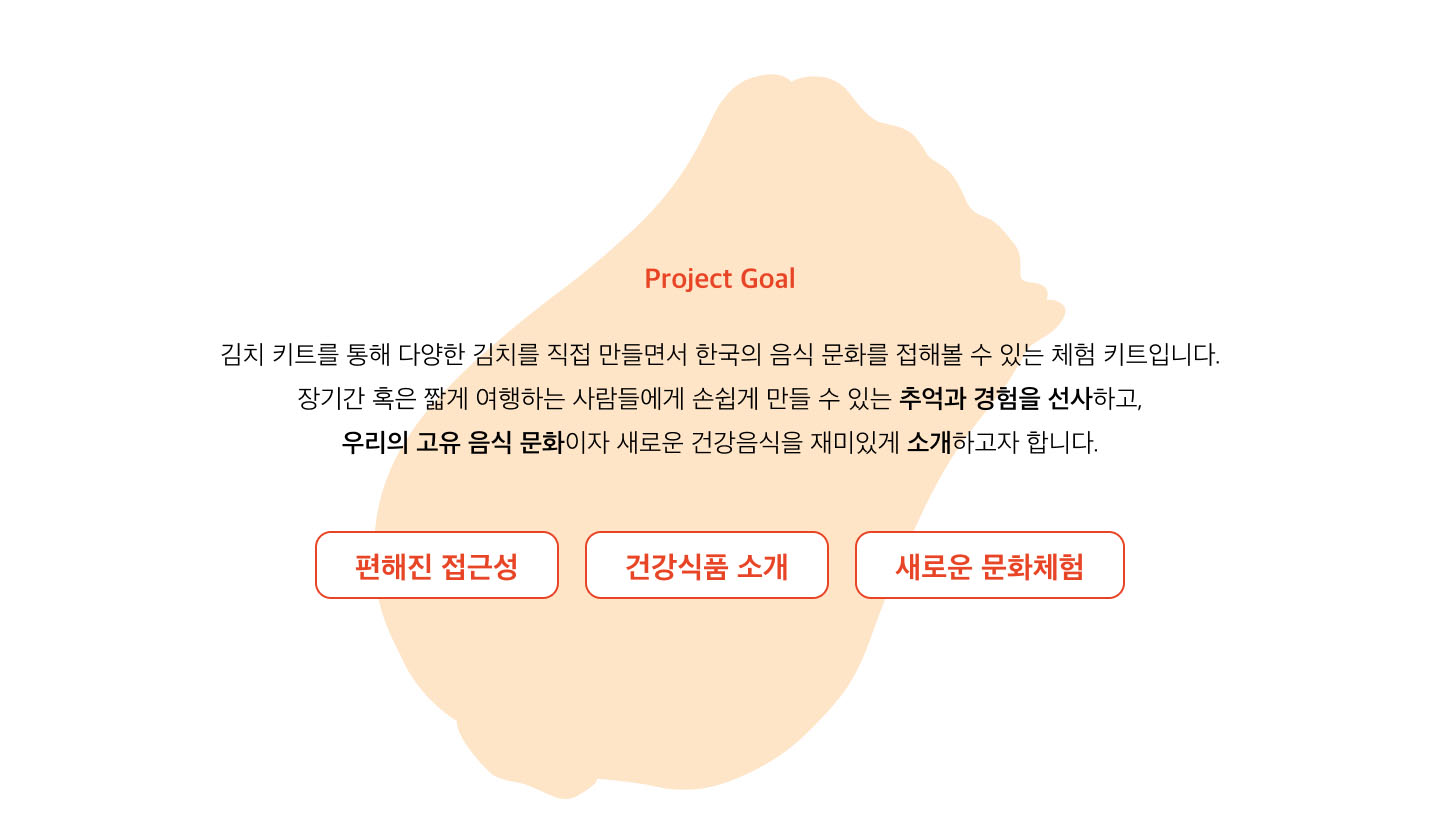 Project Goal
김치 키트를 통해 다양한 김치를 직접 만들면서 한국의 음식 문화를 접해볼 수 있는 체험 키트입니다.
장기간 혹은 짧게 여행하는 사람들에게 손쉽게 만들 수 있는 추억과 경험을 선사하고,
우리의 고유 음식 문화이자 새로운 건강음식을 재미있게 소개하고자 합니다.
편해진 접근성
건강식품 소개
새로운 문화체험